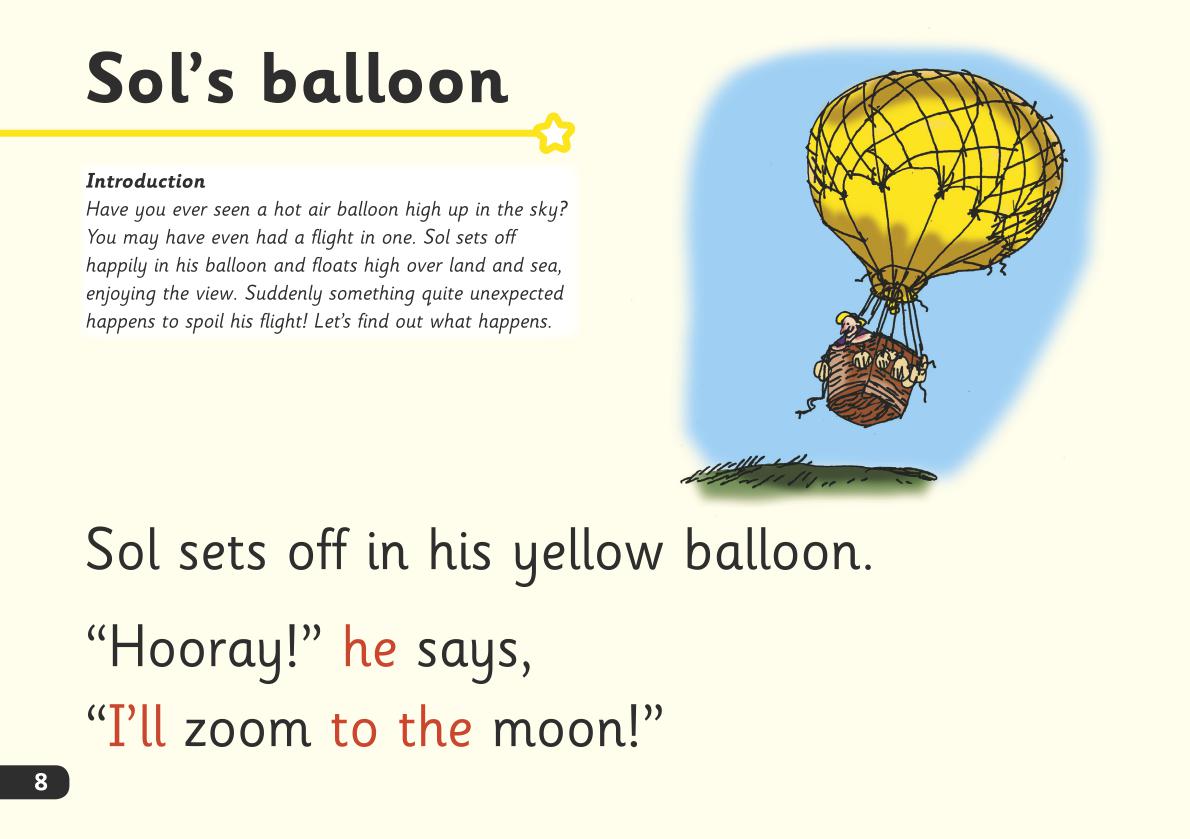 Sol’s balloon
Introduction
Have you ever seen a hot air balloon high up in the sky?
You may have even had a flight in one. Sol sets off
happily in his balloon and floats high over land and sea,
enjoying the view. Suddenly something quite unexpected
happens to spoil his flight! Let’s find out what happens.
Sol sets off in his yellow balloon.
“Hooray!” he says,
“I’ll zoom to the moon!”
8